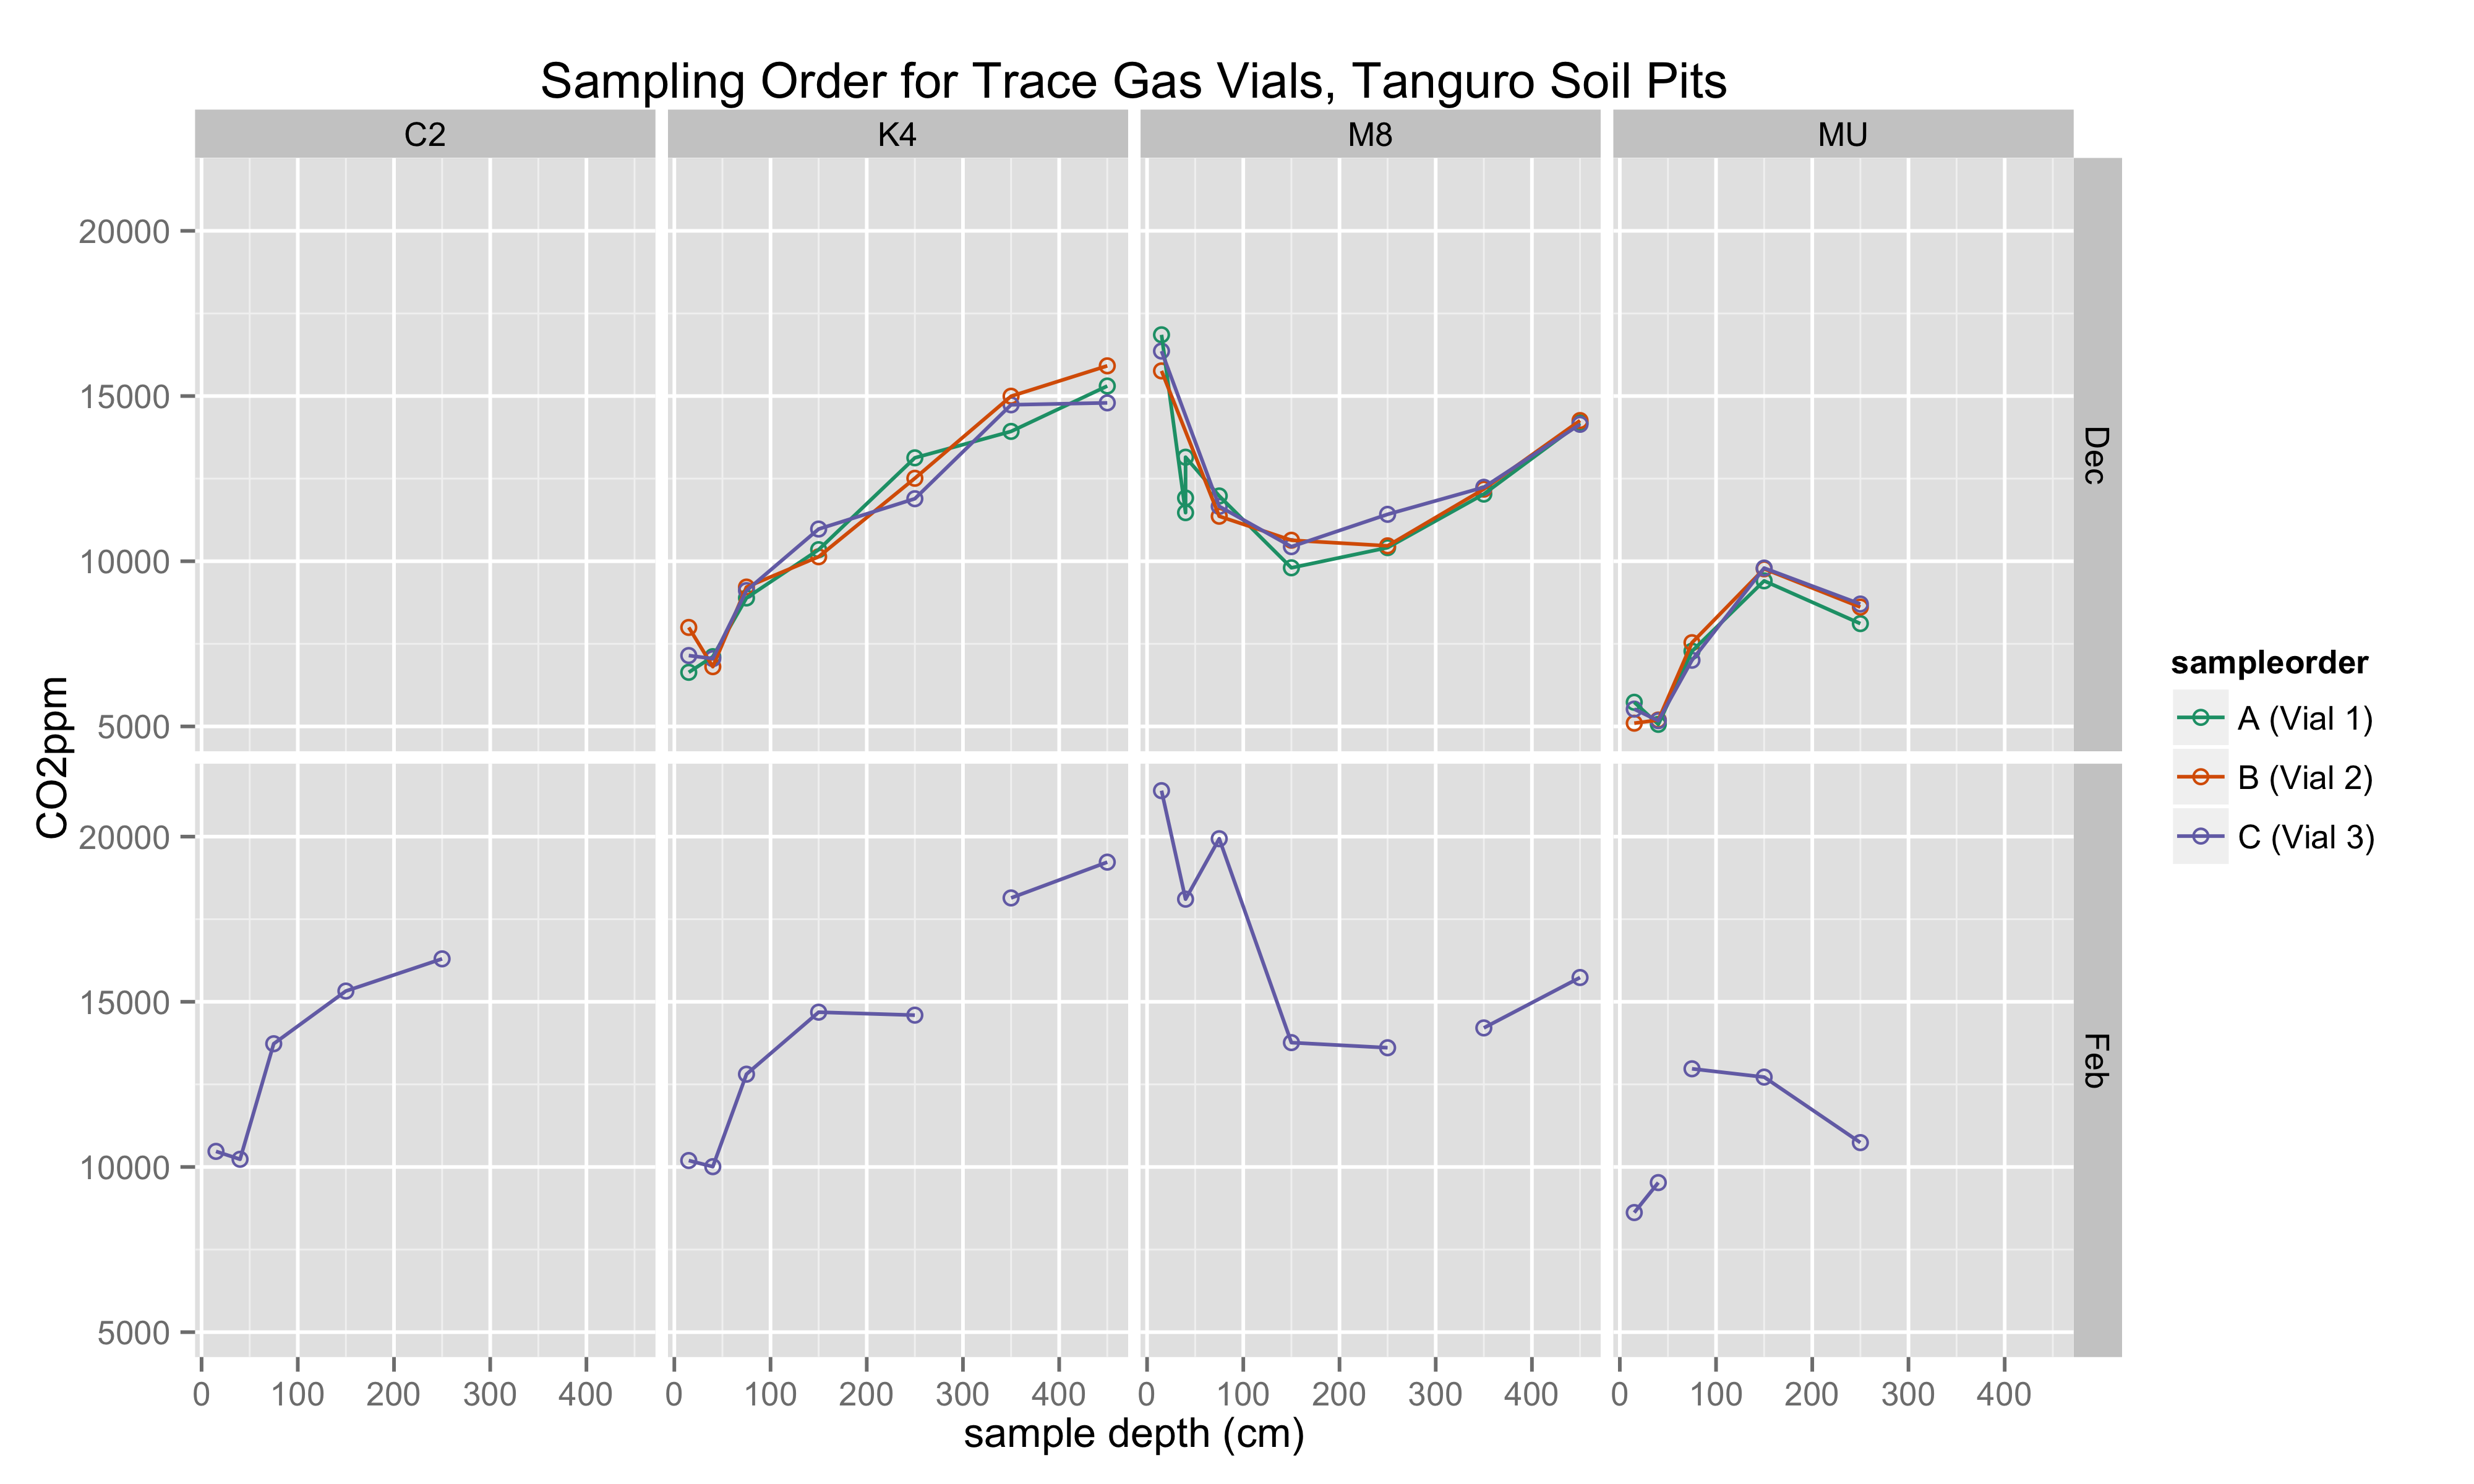 Sampling Order for Trace Gas Vials, Tanguro Soil Pits
C2 K4 M8 MU
20000
15000
10000
5000
Dec
CO2ppm
20000
15000
10000
5000
Feb
0 100 200 300 400 0 100 200 300 400 0 100 200 300 400 0 100 200 300 400
sample depth (cm)
sampleorder
A (Vial 1)
B (Vial 2)
C (Vial 3)